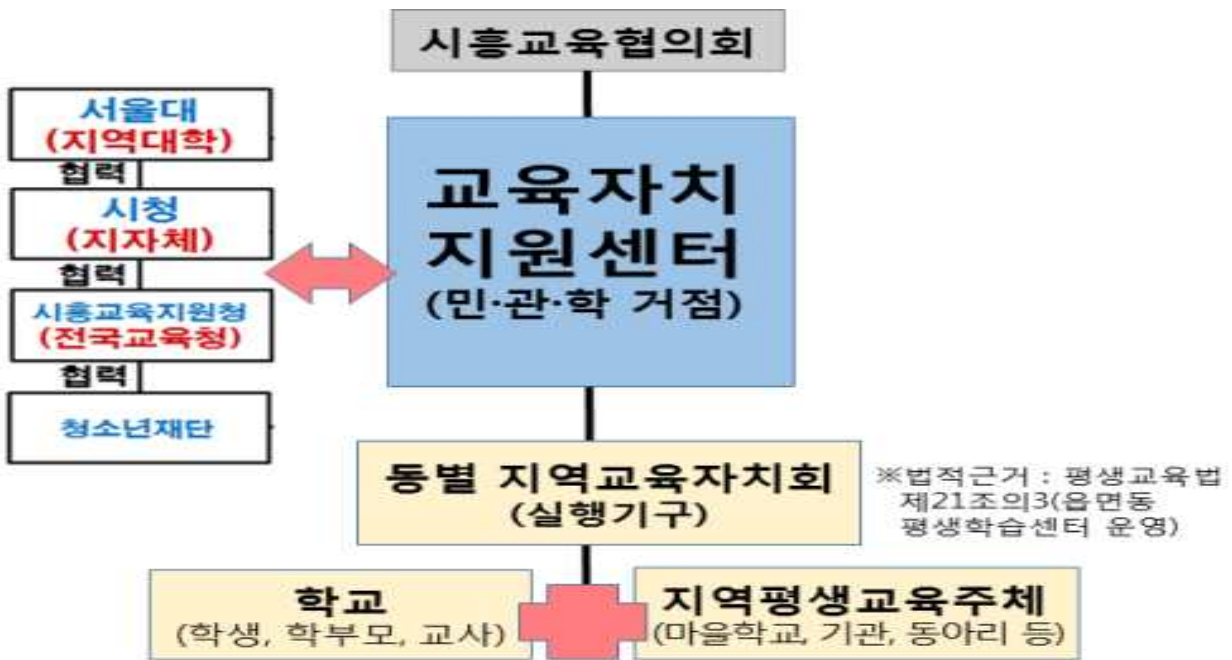 시흥교육협의회
서울대
(지역대학)
협력
시청
(지자체)
협력
시흥교육지원청
(전국교육청)
협력
청소년재단
교육자치
지원센터
(민·관·학 거점)
동별 지역교육자치회
(실행기구)
※법적근거 : 평생교육법
제21조의3(읍면동
평생학습센터 운영)
학교
(학생, 학부모, 교사)
지역평생교육주체
(마을학교, 기관, 동아리 등)